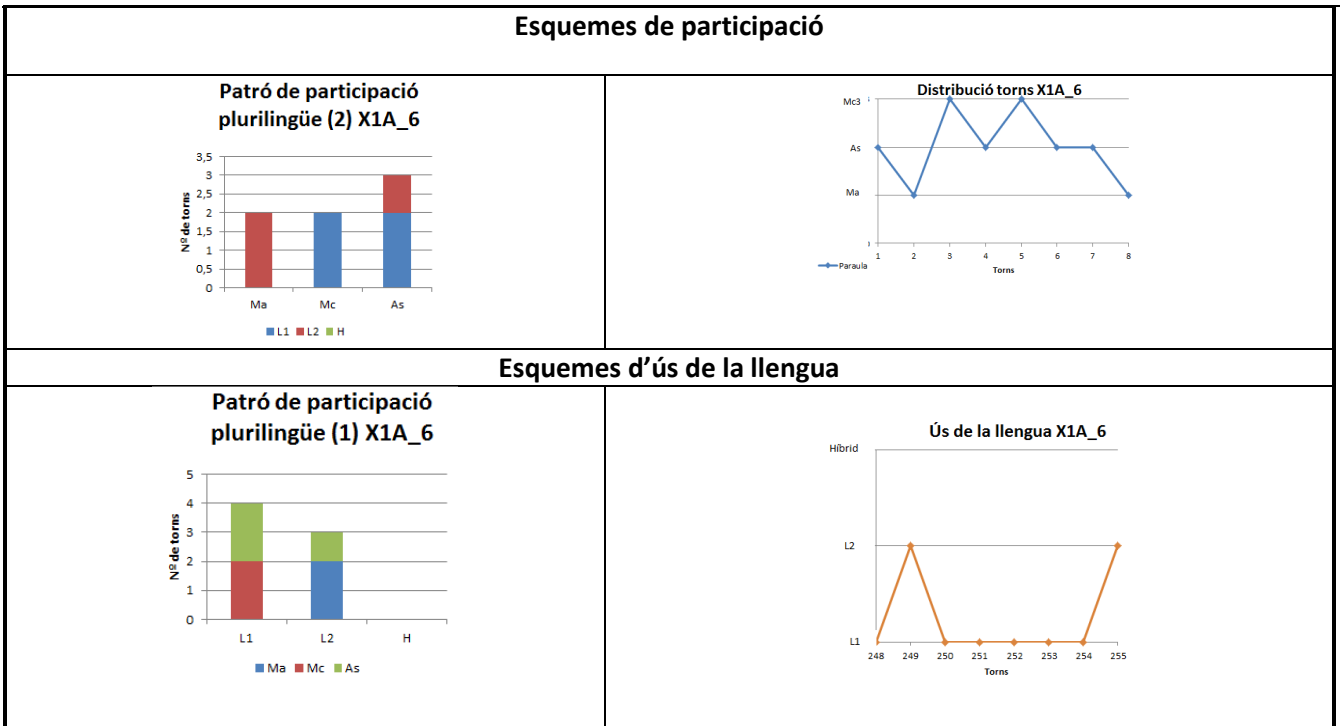 Esquemes de participació
Patró de participació
plurilingüe (2) X1A_6
Nº de torns
3,5
3
2,5
2
1,5
1
0,5
0
Ma Mc As
L1 L2 H
Distribució torns X1A_6
Mc3
As
Ma
Paraula
1 2 3 4 5 6 7 8
Torns
Esquemes d’ús de la llengua
Patró de participació
plurilingüe (1) X1A_6
Nº de torns
5
4
3
2
1
0
L1 L2 H
Ma Mc As
Ús de la llengua X1A_6
Híbrid
L2
L1
248 249 250 251 252 253 254 255
Torns